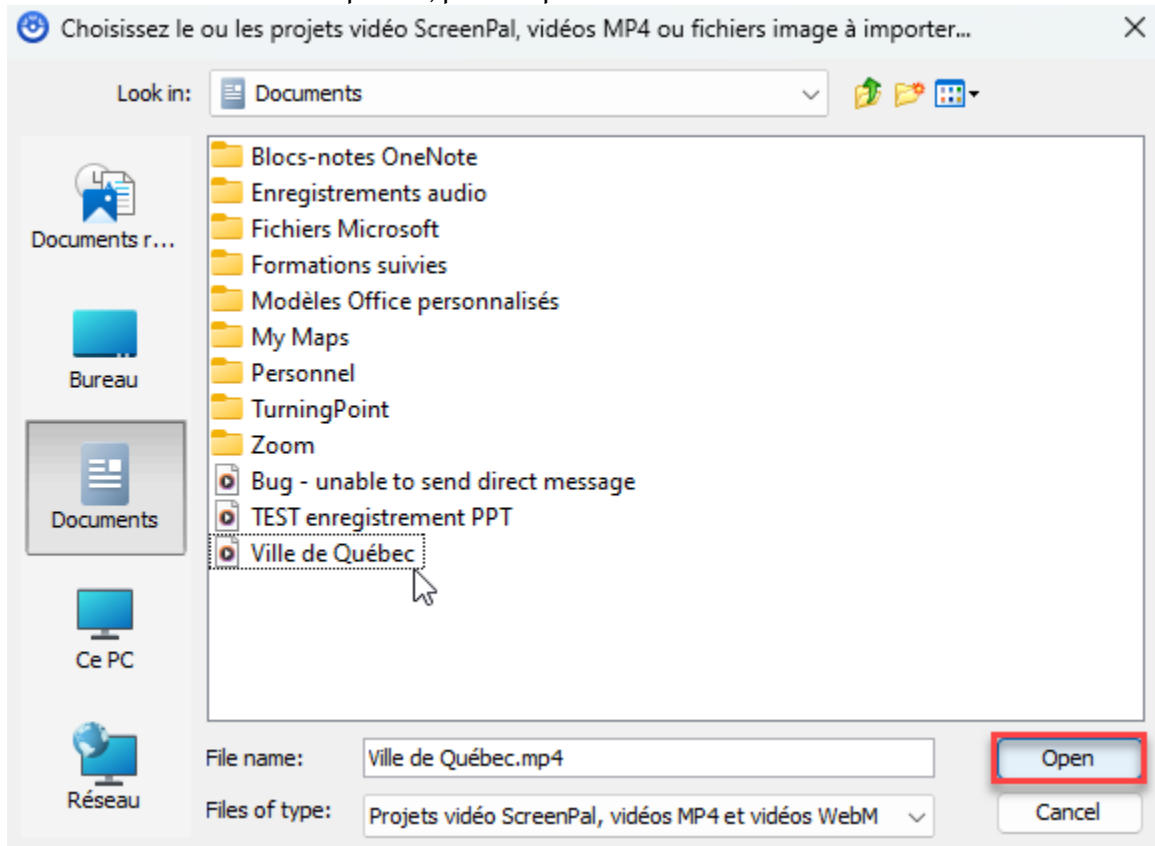 Choisissez le ou les projets vidéo ScreenPal, vidéos MP4 ou fichiers image à importer...
Look in:
Documents
Documents r...
Bureau
Documents
Ce PC
Réseau
Blocs-notes OneNote
Enregistrements audio
Fichiers Microsoft
Formations suivies
Modèles Office personnalisés
My Maps
Personnel
TurningPoint
Zoom
Bug - unable to send direct message
TEST enregistrement PPT
Ville de Québec
File name:
Ville de Québec.mp4
Open
Files of type:
Projets vidéo ScreenPal, vidéos MP4 et vidéos WebM
Cancel